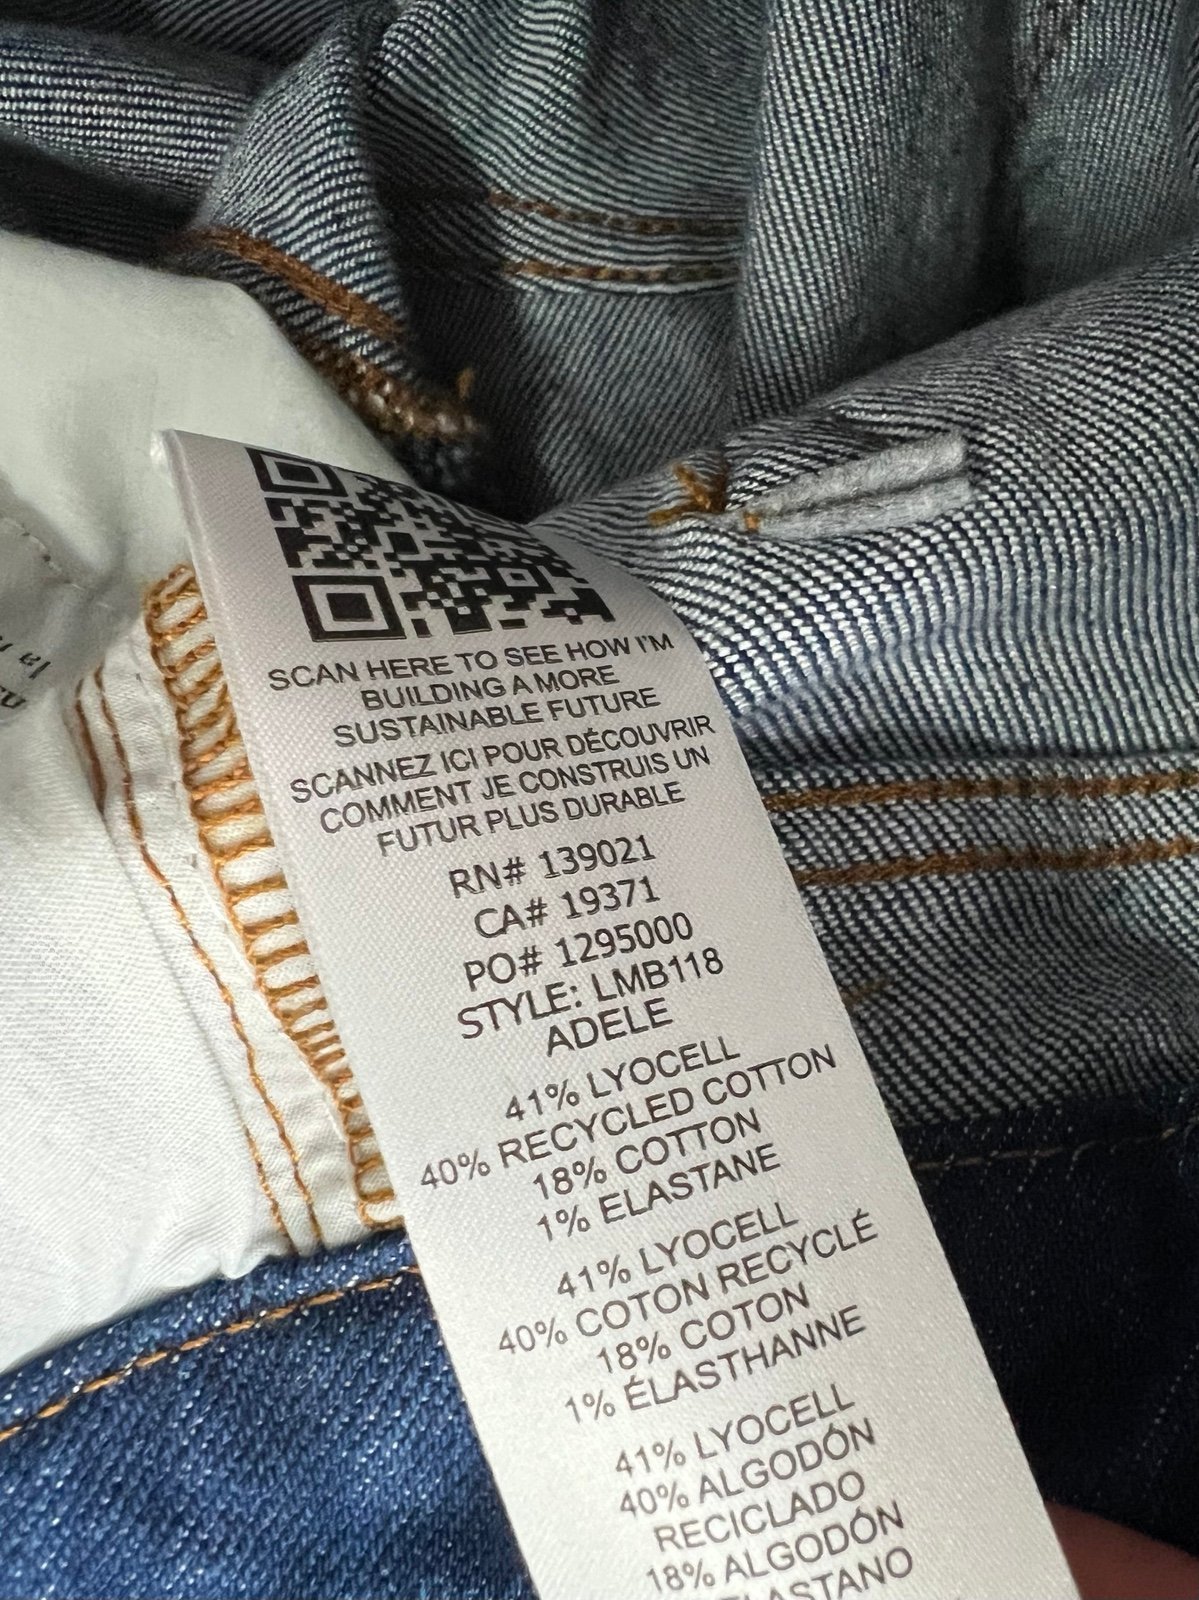 SCAN HERE TO SEE HOW I'M
BUILDING A MORE
SUSTAINABLE FUTURE
SCANNEZ ICI POUR DÉCOUVRIR
COMMENT JE CONSTRUIS UN
FUTUR PLUS DURABLE
RN# 139021
CA# 19371
PO# 1295000
STYLE: LMB118
ADELE
41% LYOCELL
40% RECYCLED COTTON
18% COTTON
1% ELASTANE
41% LYOCELL
40% COTON RECYCLÉ
18% COTON
1% ÉLASTHANNE
41% LYOCELL
40% ALGODÓN
RECICLADO
18% ALGODÓN